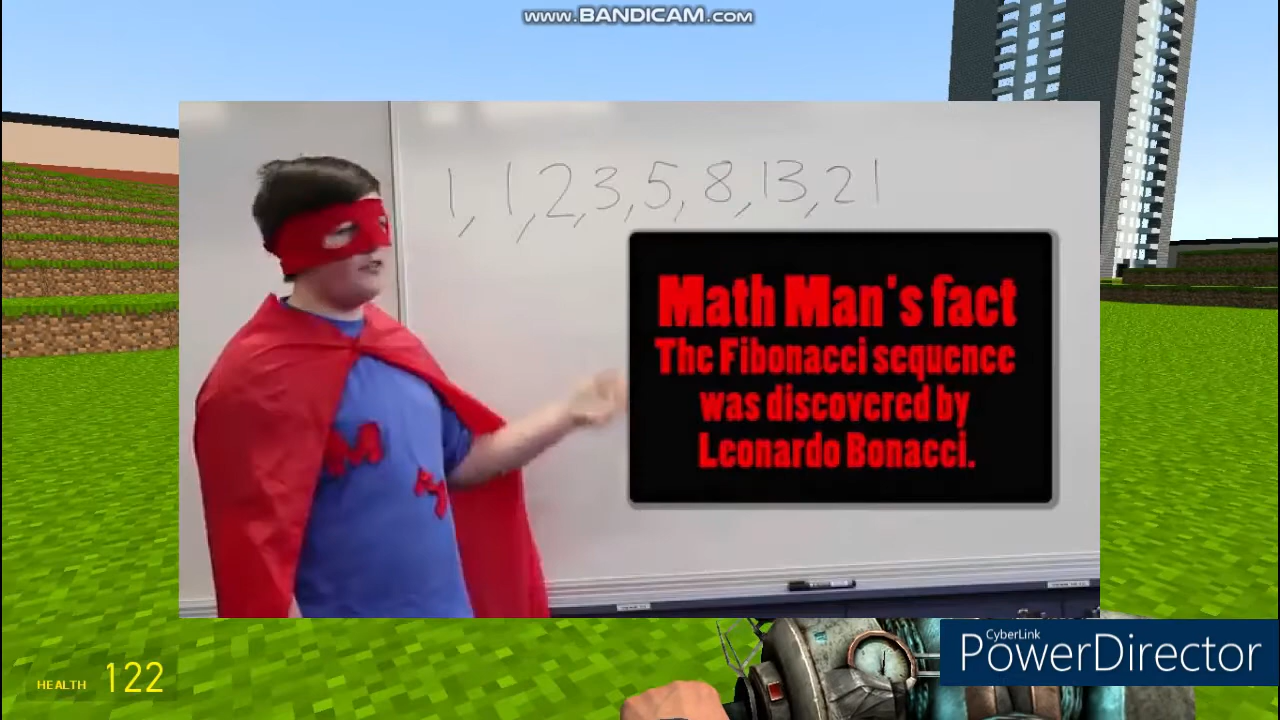 www.BANDICAM.com
1, 1, 2, 3, 5, 8, 13, 21
Math Man's fact
The Fibonacci sequence
was discovered by
Leonardo Bonacci.
M
M
HEALTH 122
CyberLink
PowerDirector